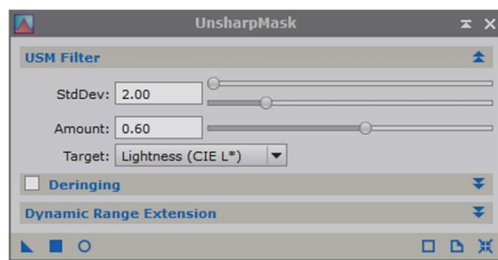 UnsharpMask
USM Filter
StdDev: 2.00
Amount: 0.60
Target: Lightness (CIE L*)
Deringing
Dynamic Range Extension